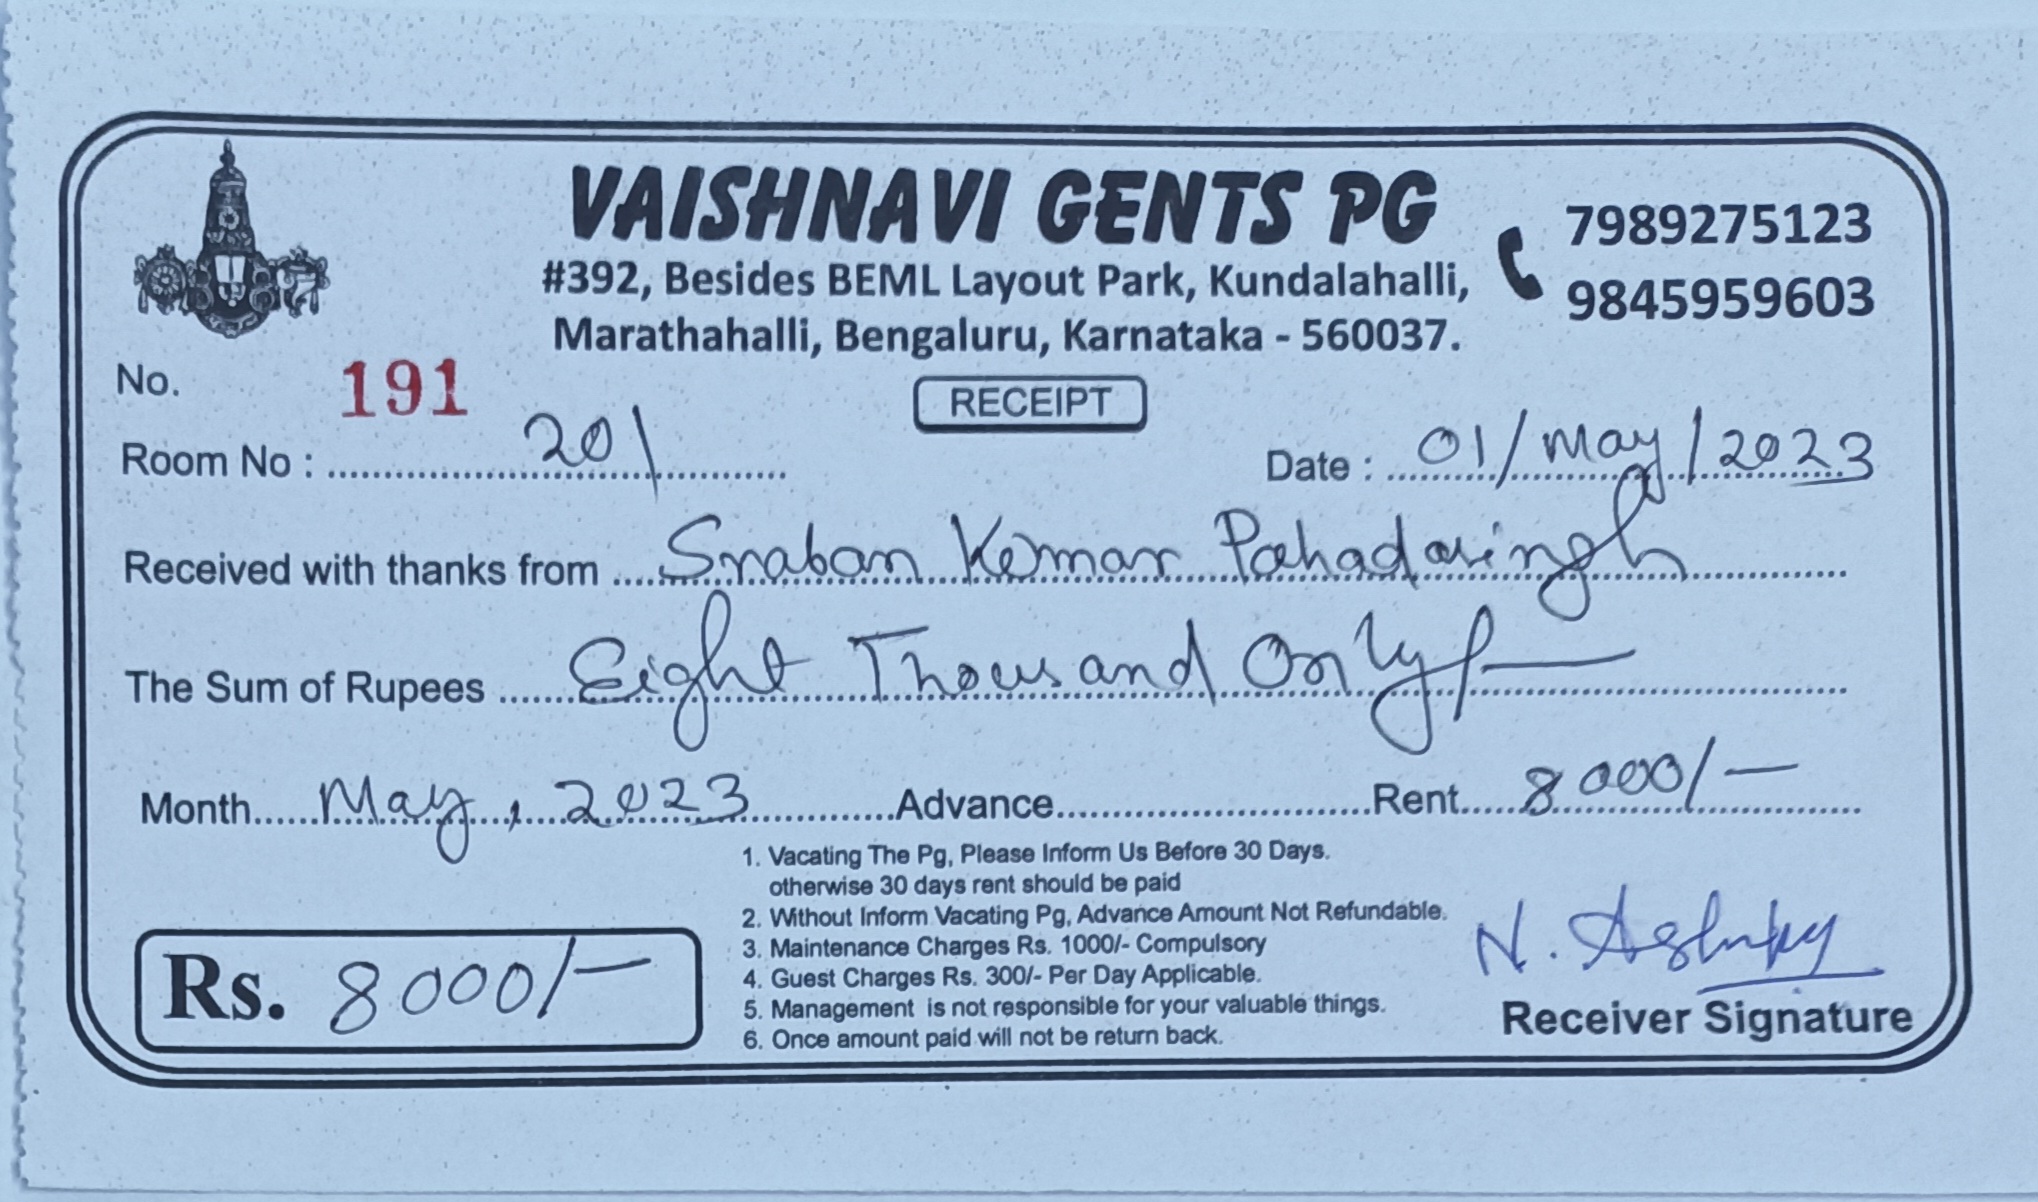 VAISHNAVI GENTS PG
#392, Besides BEML Layout Park, Kundalahalli,
Marathahalli, Bengaluru, Karnataka - 560037.
7989275123
9845959603
No. 191
RECEIPT
Room No : 201 Date : 01/May/2023
Received with thanks from Sraban Kumar Pahadasingh
The Sum of Rupees Eight Thousand Only/-
Month May, 2023 Advance Rent 8000/-
1. Vacating The Pg, Please Inform Us Before 30 Days.
otherwise 30 days rent should be paid
2. Without Inform Vacating Pg, Advance Amount Not Refundable.
3. Maintenance Charges Rs. 1000/- Compulsory
4. Guest Charges Rs. 300/- Per Day Applicable.
5. Management is not responsible for your valuable things.
6. Once amount paid will not be return back.
Rs. 8000/-
N.
Receiver Signature